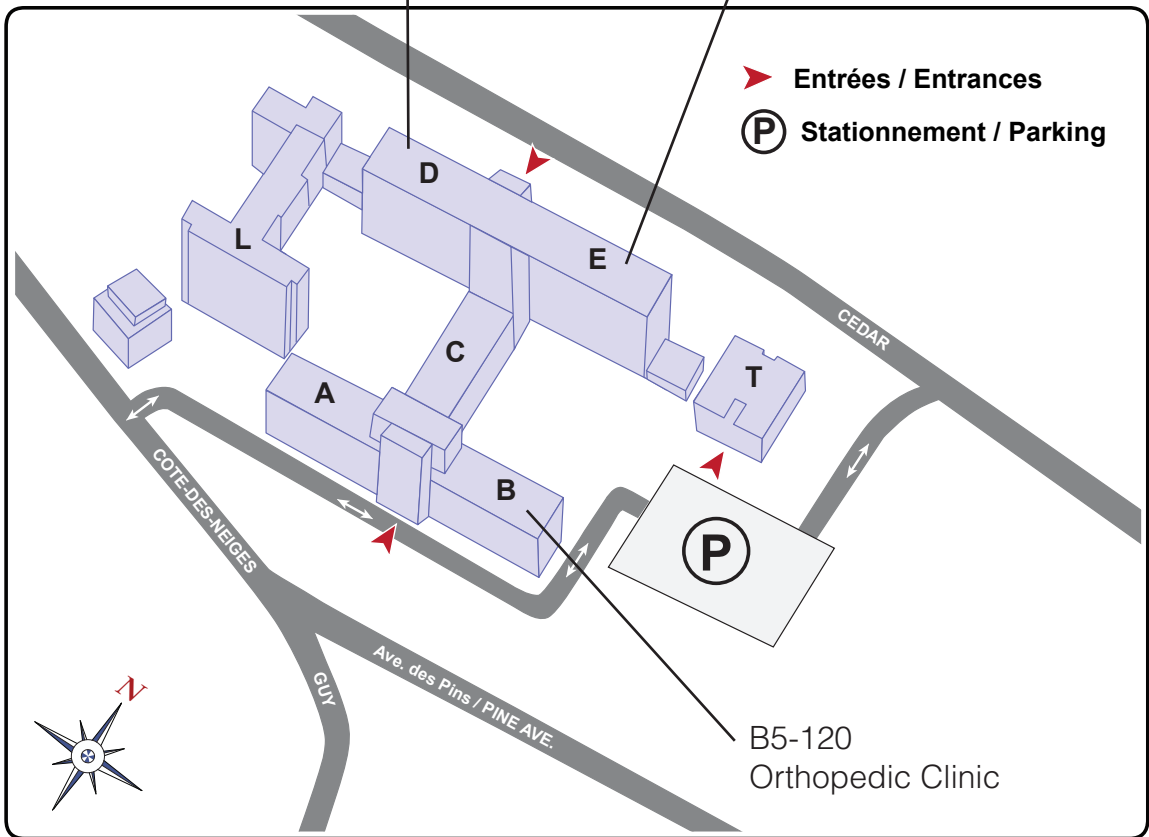 Entrées / Entrances
P Stationnement / Parking
D
L
E
CEDAR
C
T
A
B
COTE-DES-NEIGES
P
GUY
Ave. des Pins / PINE AVE.
N
B5-120
Orthopedic Clinic